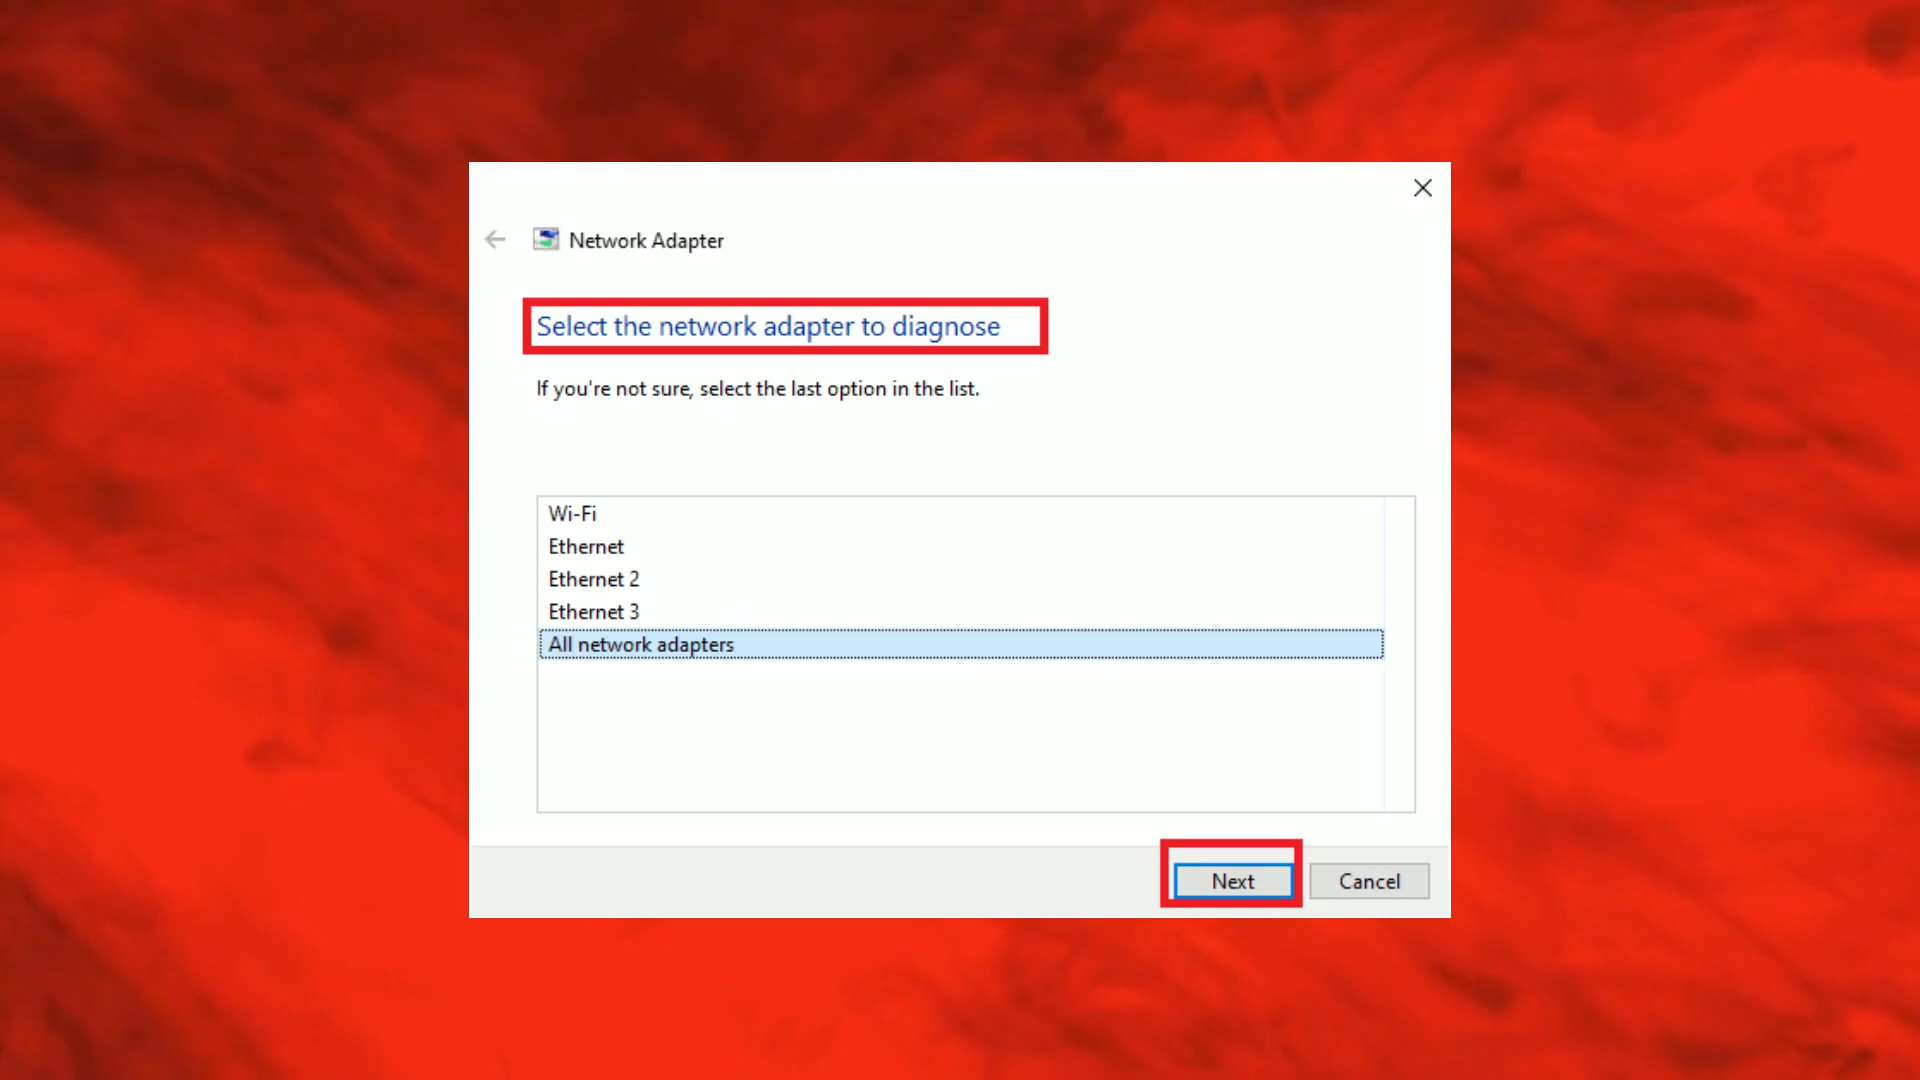 Network Adapter
Select the network adapter to diagnose
If you're not sure, select the last option in the list.
Wi-Fi
Ethernet
Ethernet 2
Ethernet 3
All network adapters
Next
Cancel